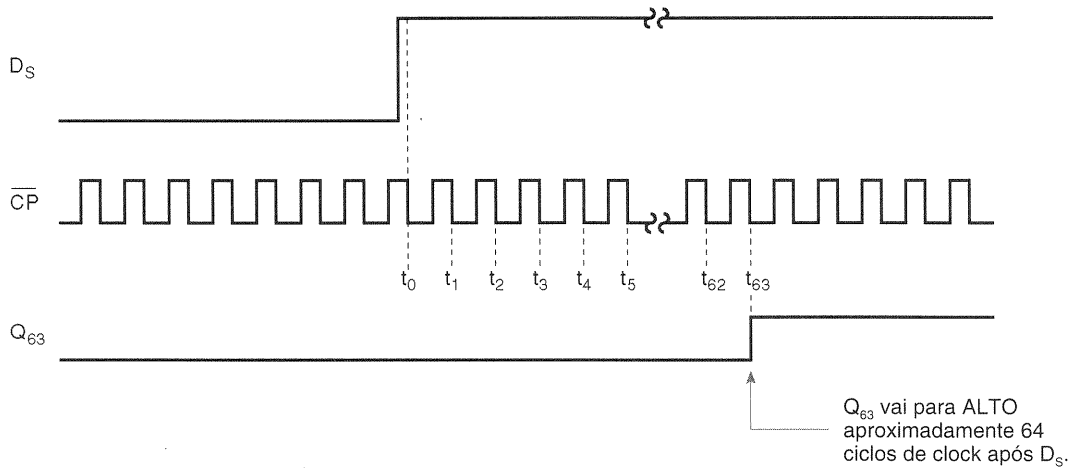 D_S
C̅P̅
t_0 t_1 t_2 t_3 t_4 t_5 t_62 t_63
Q_63
Q_63 vai para ALTO
aproximadamente 64
ciclos de clock após D_S.